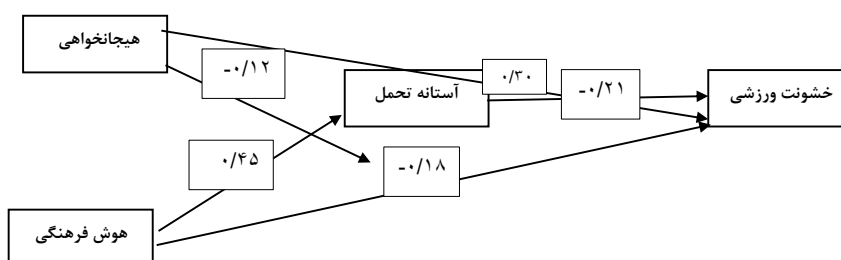 هیجانخواهی
-۰/۱۲
۰/۳۰
آستانه تحمل
-۰/۲۱
خشونت ورزشی
۰/۴۵
-۰/۱۸
هوش فرهنگی